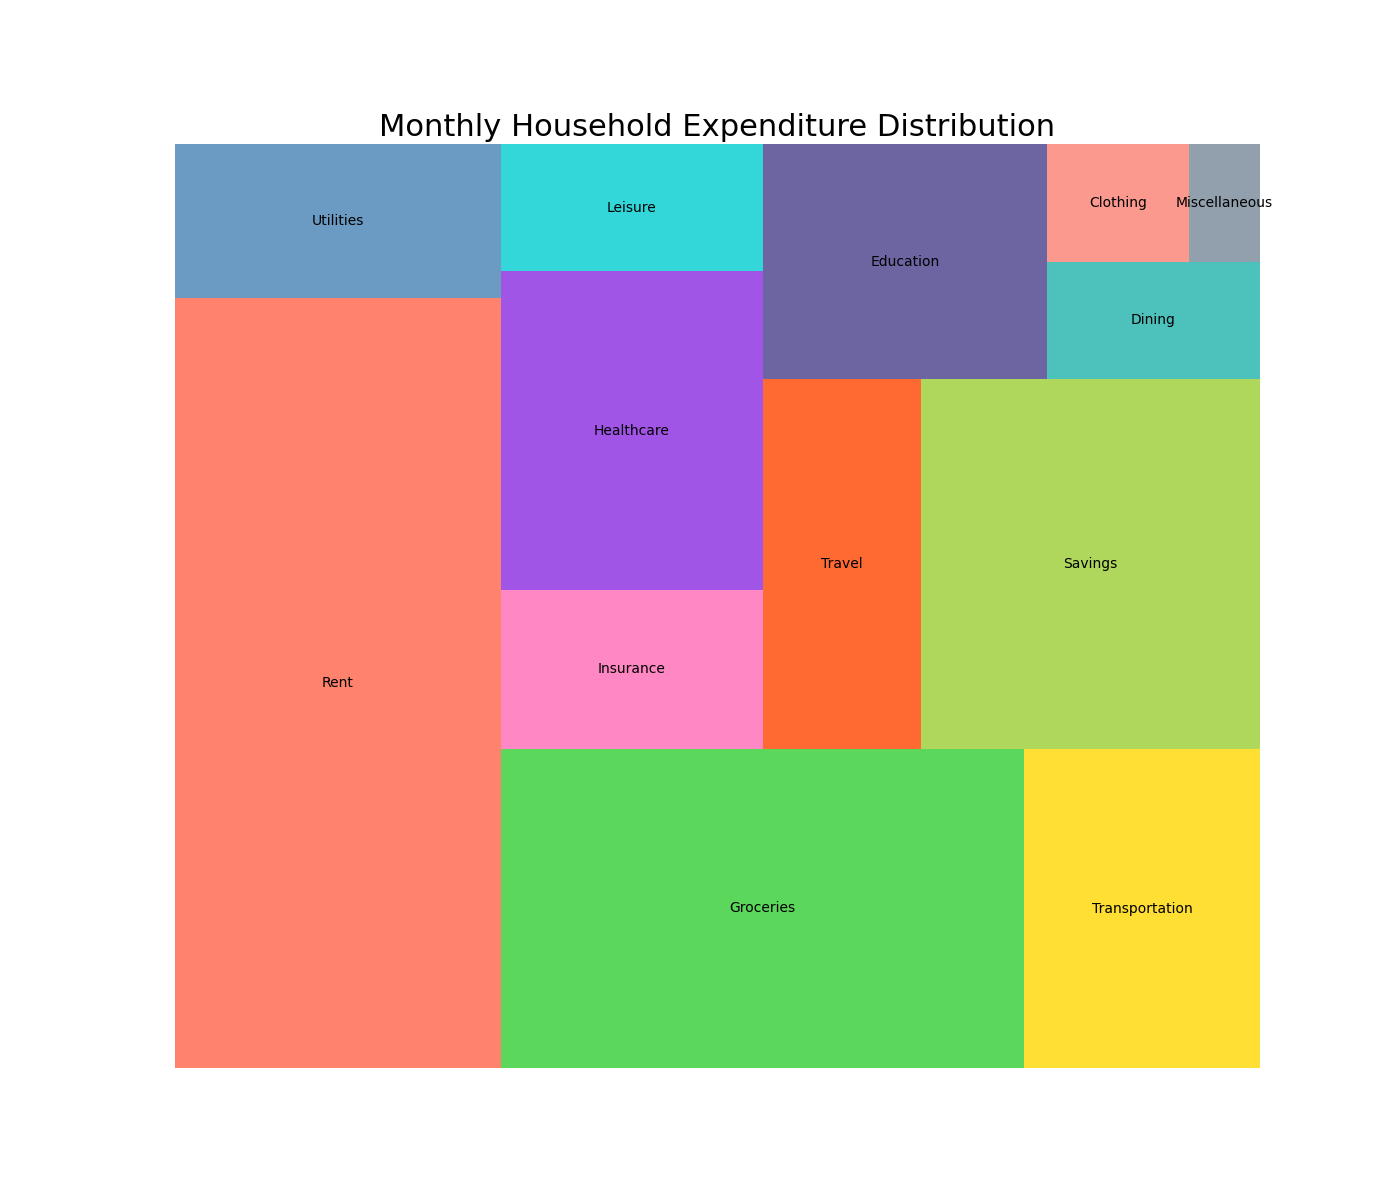 Monthly Household Expenditure Distribution
Utilities
Leisure
Education
Clothing
Miscellaneous
Dining
Healthcare
Travel
Savings
Insurance
Rent
Groceries
Transportation